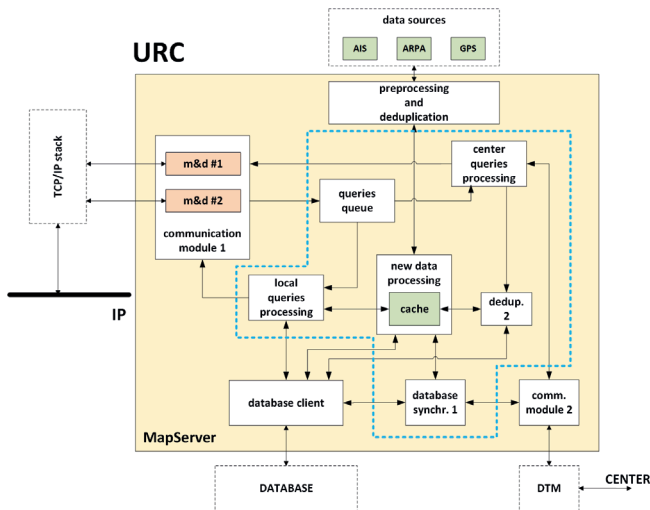 data sources
AIS
ARPA
GPS
URC
preprocessing
and
deduplication
TCP/IP stack
m&d #1
m&d #2
communication
module 1
queries
queue
center
queries
processing
new data
processing
cache
local
queries
processing
dedup.
2
IP
database client
database
synchr. 1
comm.
module 2
MapServer
DATABASE
DTM
CENTER